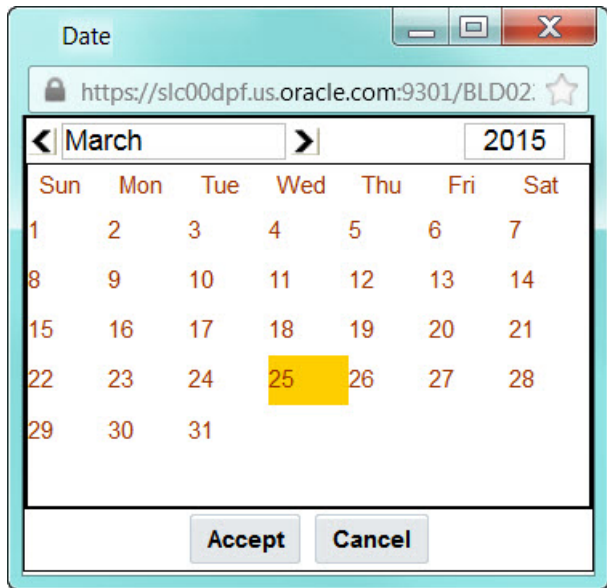 Date
https://slc00dpf.us.oracle.com:9301/BLD02
March 2015
Sun Mon Tue Wed Thu Fri Sat
1 2 3 4 5 6 7
8 9 10 11 12 13 14
15 16 17 18 19 20 21
22 23 24 25 26 27 28
29 30 31
Accept Cancel